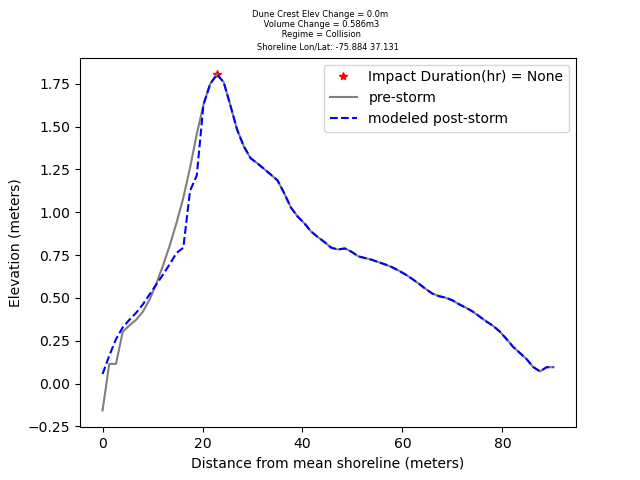 Dune Crest Elev Change = 0.0m
Volume Change = 0.586m3
Regime = Collision
Shoreline Lon/Lat: -75.884 37.131
Impact Duration(hr) = None
pre-storm
modeled post-storm
Elevation (meters)
1.75
1.50
1.25
1.00
0.75
0.50
0.25
0.00
−0.25
0
20
40
60
80
Distance from mean shoreline (meters)